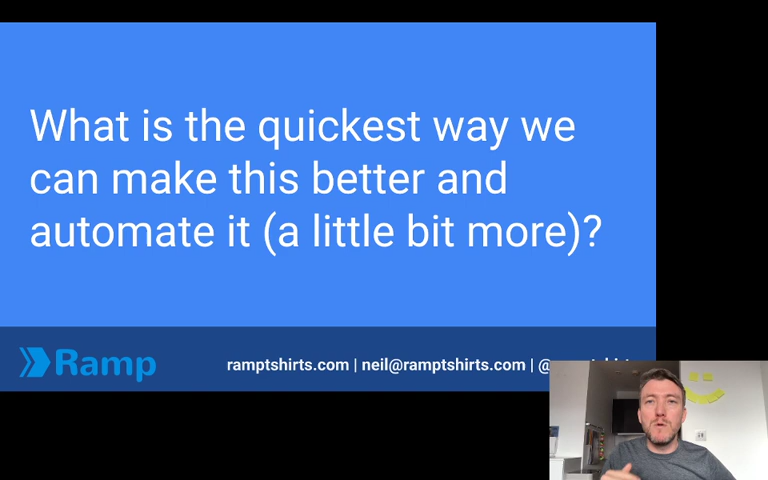 What is the quickest way we
can make this better and
automate it (a little bit more)?
Ramp
ramptshirts.com | neil@ramptshirts.com |